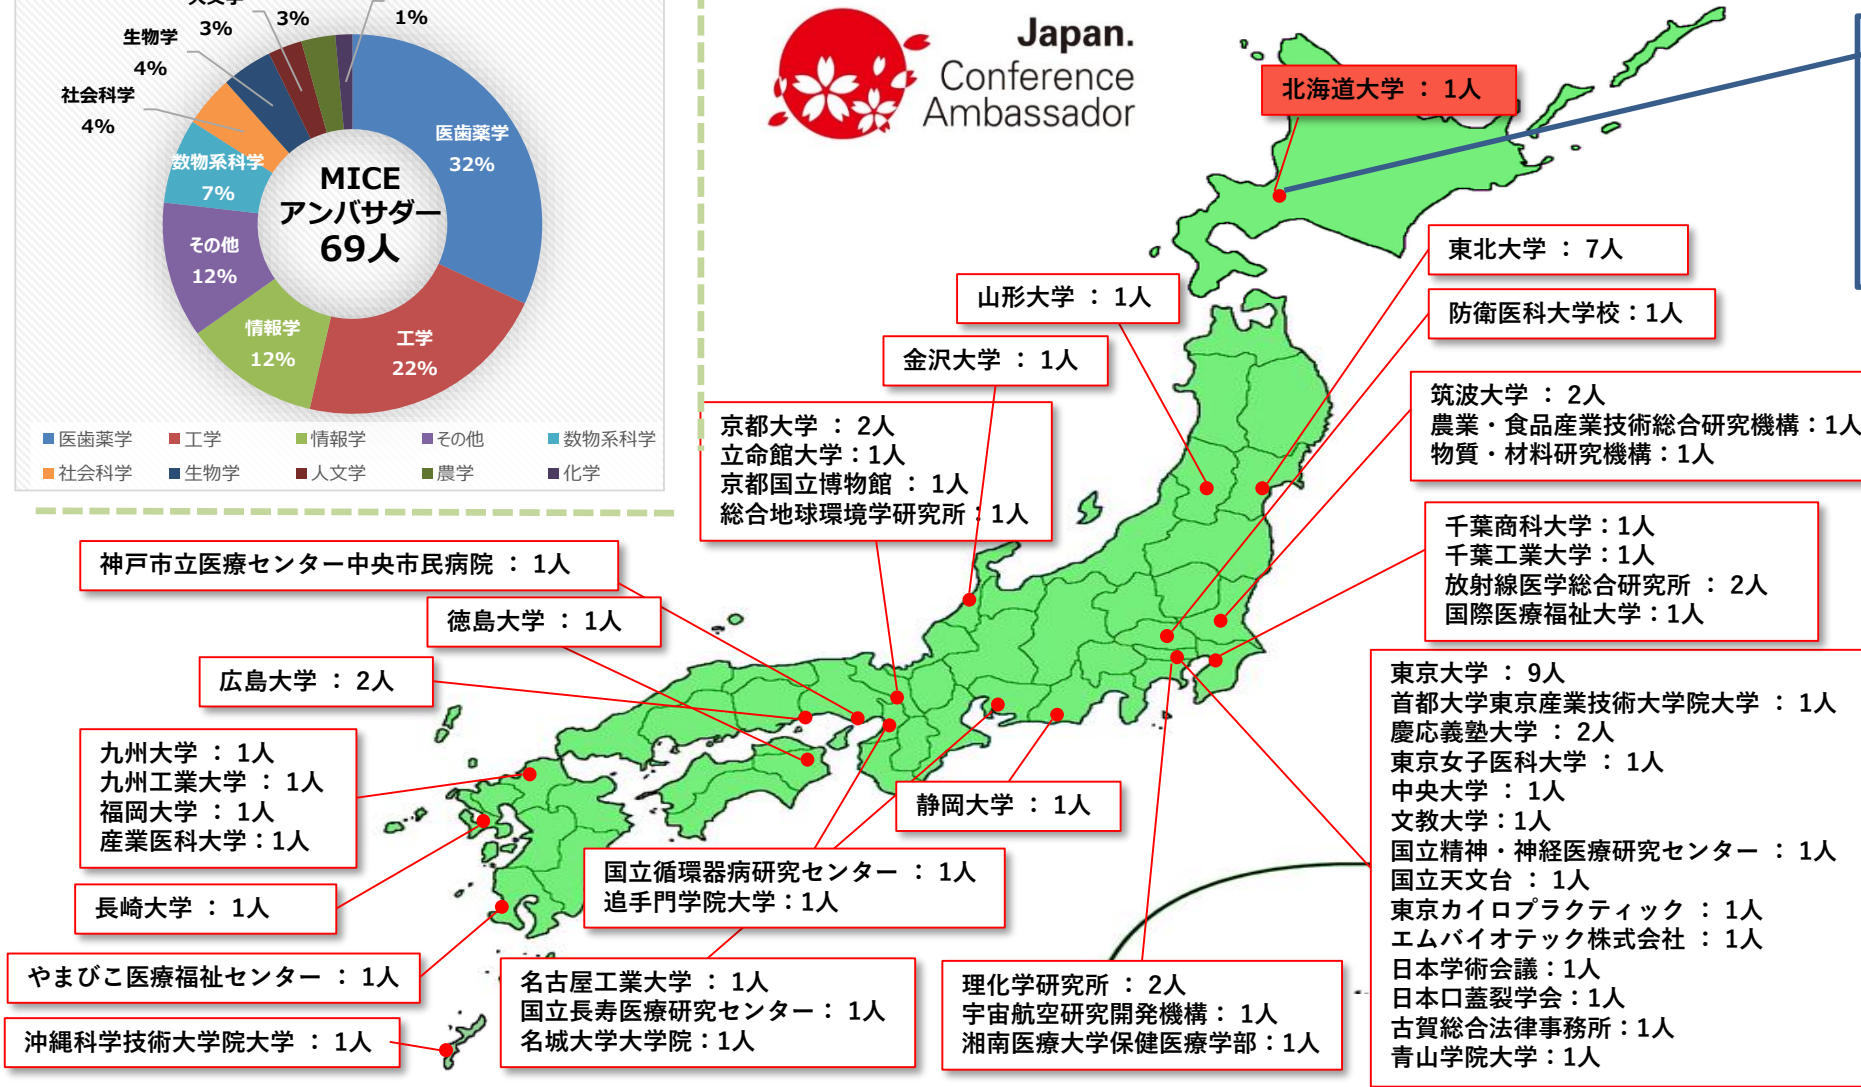 人文学
3%
3%
1%
生物学
4%
社会科学
4%
数物系科学
7%
その他
12%
情報学
12%
工学
22%
医歯薬学
32%
MICE
アンバサダー
69人
医歯薬学
工学
情報学
その他
数物系科学
社会科学
生物学
人文学
農学
化学
Japan.
Conference
Ambassador
北海道大学 ： 1人
東北大学 ： 7人
山形大学 ： 1人
防衛医科大学校：1人
金沢大学 ： 1人
筑波大学 ： 2人
農業・食品産業技術総合研究機構：1人
物質・材料研究機構：1人
京都大学 ： 2人
立命館大学：1人
京都国立博物館 ： 1人
総合地球環境学研究所：1人
千葉商科大学：1人
千葉工業大学：1人
放射線医学総合研究所 ： 2人
国際医療福祉大学：1人
神戸市立医療センター中央市民病院 ： 1人
徳島大学 ： 1人
広島大学 ： 2人
東京大学 ： 9人
首都大学東京産業技術大学院大学 ： 1人
慶応義塾大学 ： 2人
東京女子医科大学 ： 1人
中央大学 ： 1人
文教大学：1人
国立精神・神経医療研究センター ： 1人
国立天文台 ： 1人
東京カイロプラクティック ： 1人
エムバイオテック株式会社 ： 1人
日本学術会議：1人
日本口蓋裂学会：1人
古賀総合法律事務所：1人
青山学院大学：1人
九州大学 ： 1人
九州工業大学 ： 1人
福岡大学 ： 1人
産業医科大学：1人
静岡大学 ： 1人
国立循環器病研究センター ： 1人
追手門学院大学：1人
長崎大学 ： 1人
やまびこ医療福祉センター ： 1人
名古屋工業大学 ： 1人
国立長寿医療研究センター： 1人
名城大学大学院：1人
理化学研究所 ： 2人
宇宙航空研究開発機構 ： 1人
湘南医療大学保健医療学部：1人
沖縄科学技術大学院大学 ： 1人